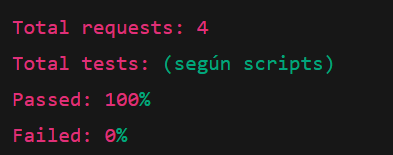 Total requests: 4
Total tests: (según scripts)
Passed: 100%
Failed: 0%